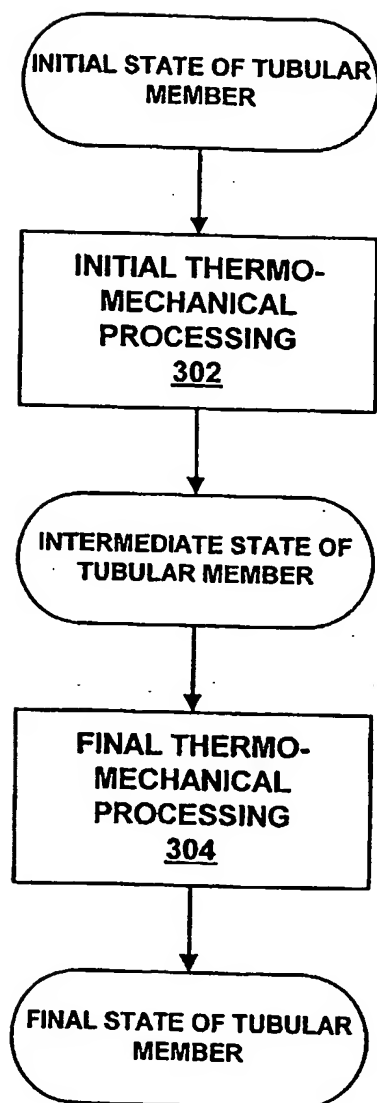 INITIAL STATE OF TUBULAR
MEMBER
INITIAL THERMO-
MECHANICAL
PROCESSING
302
INTERMEDIATE STATE OF
TUBULAR MEMBER
FINAL THERMO-
MECHANICAL
PROCESSING
304
FINAL STATE OF TUBULAR
MEMBER